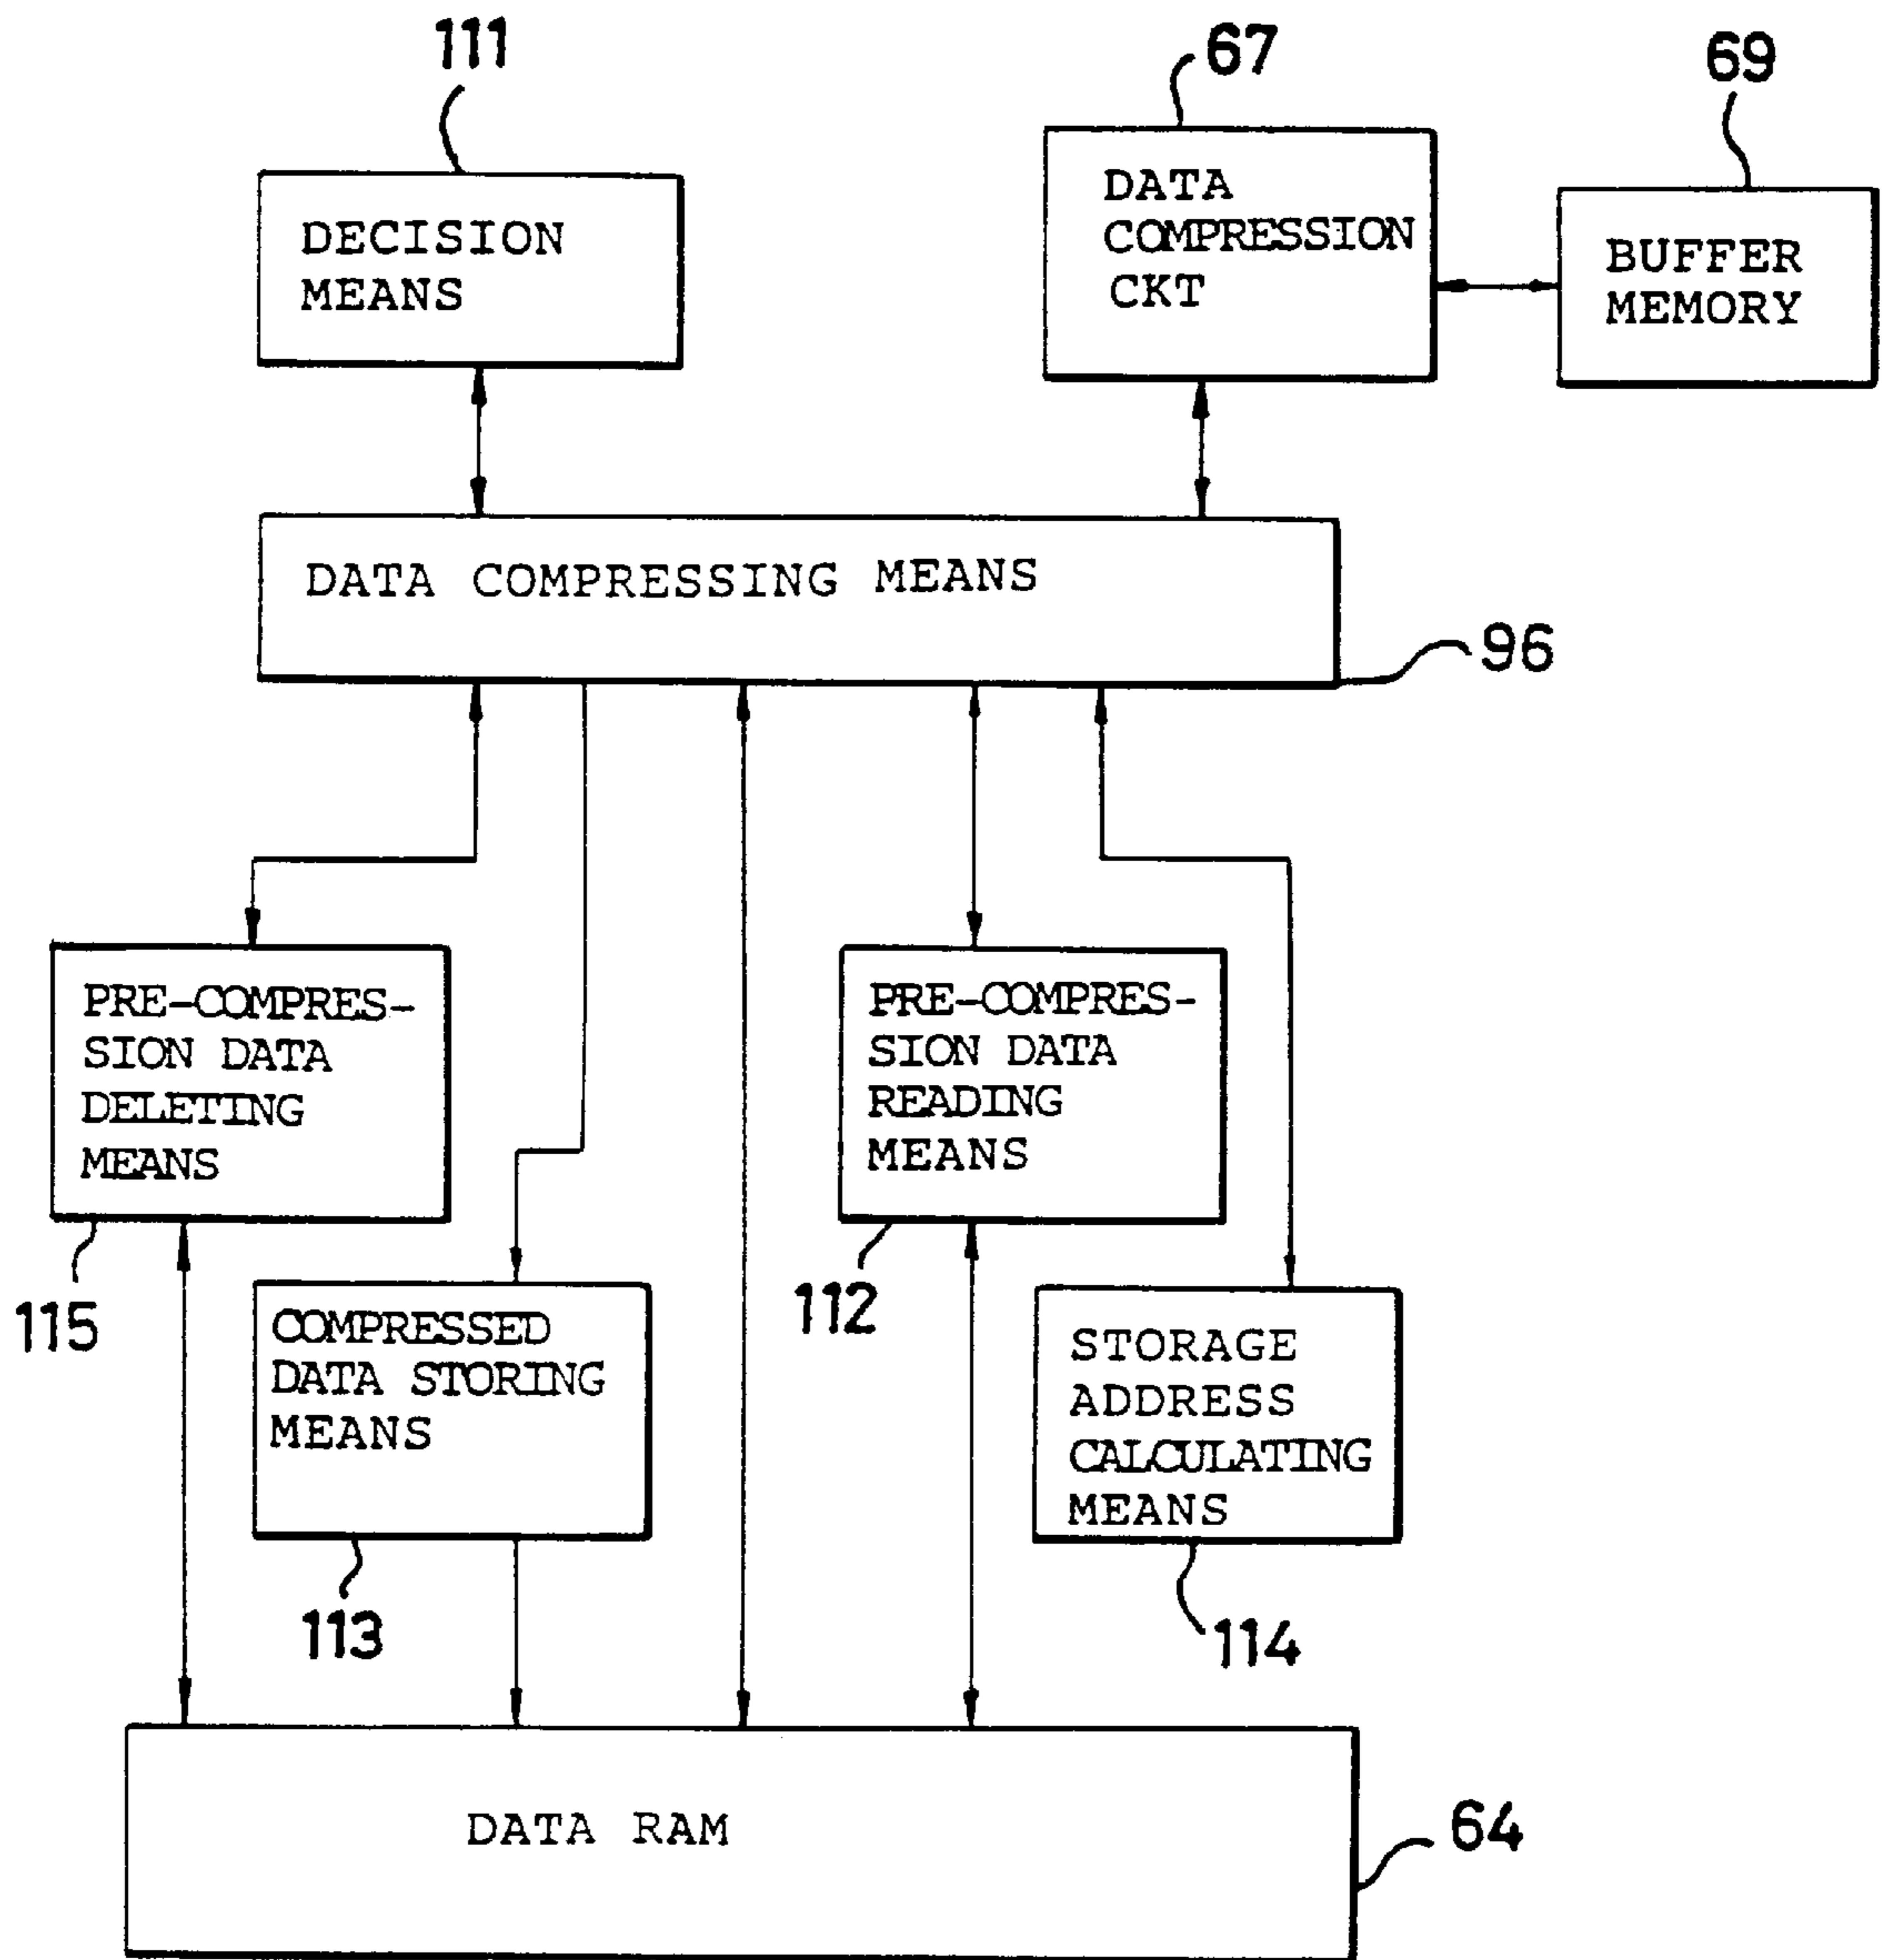 111
67
69
DECISION
MEANS
DATA
COMPRESSION
CKT
BUFFER
MEMORY
DATA COMPRESSING MEANS
96
PRE-COMPRES-
SION DATA
DELETING
MEANS
115
PRE-COMPRES-
SION DATA
READING
MEANS
112
COMPRESSED
DATA STORING
MEANS
113
STORAGE
ADDRESS
CALCULATING
MEANS
114
DATA RAM
64